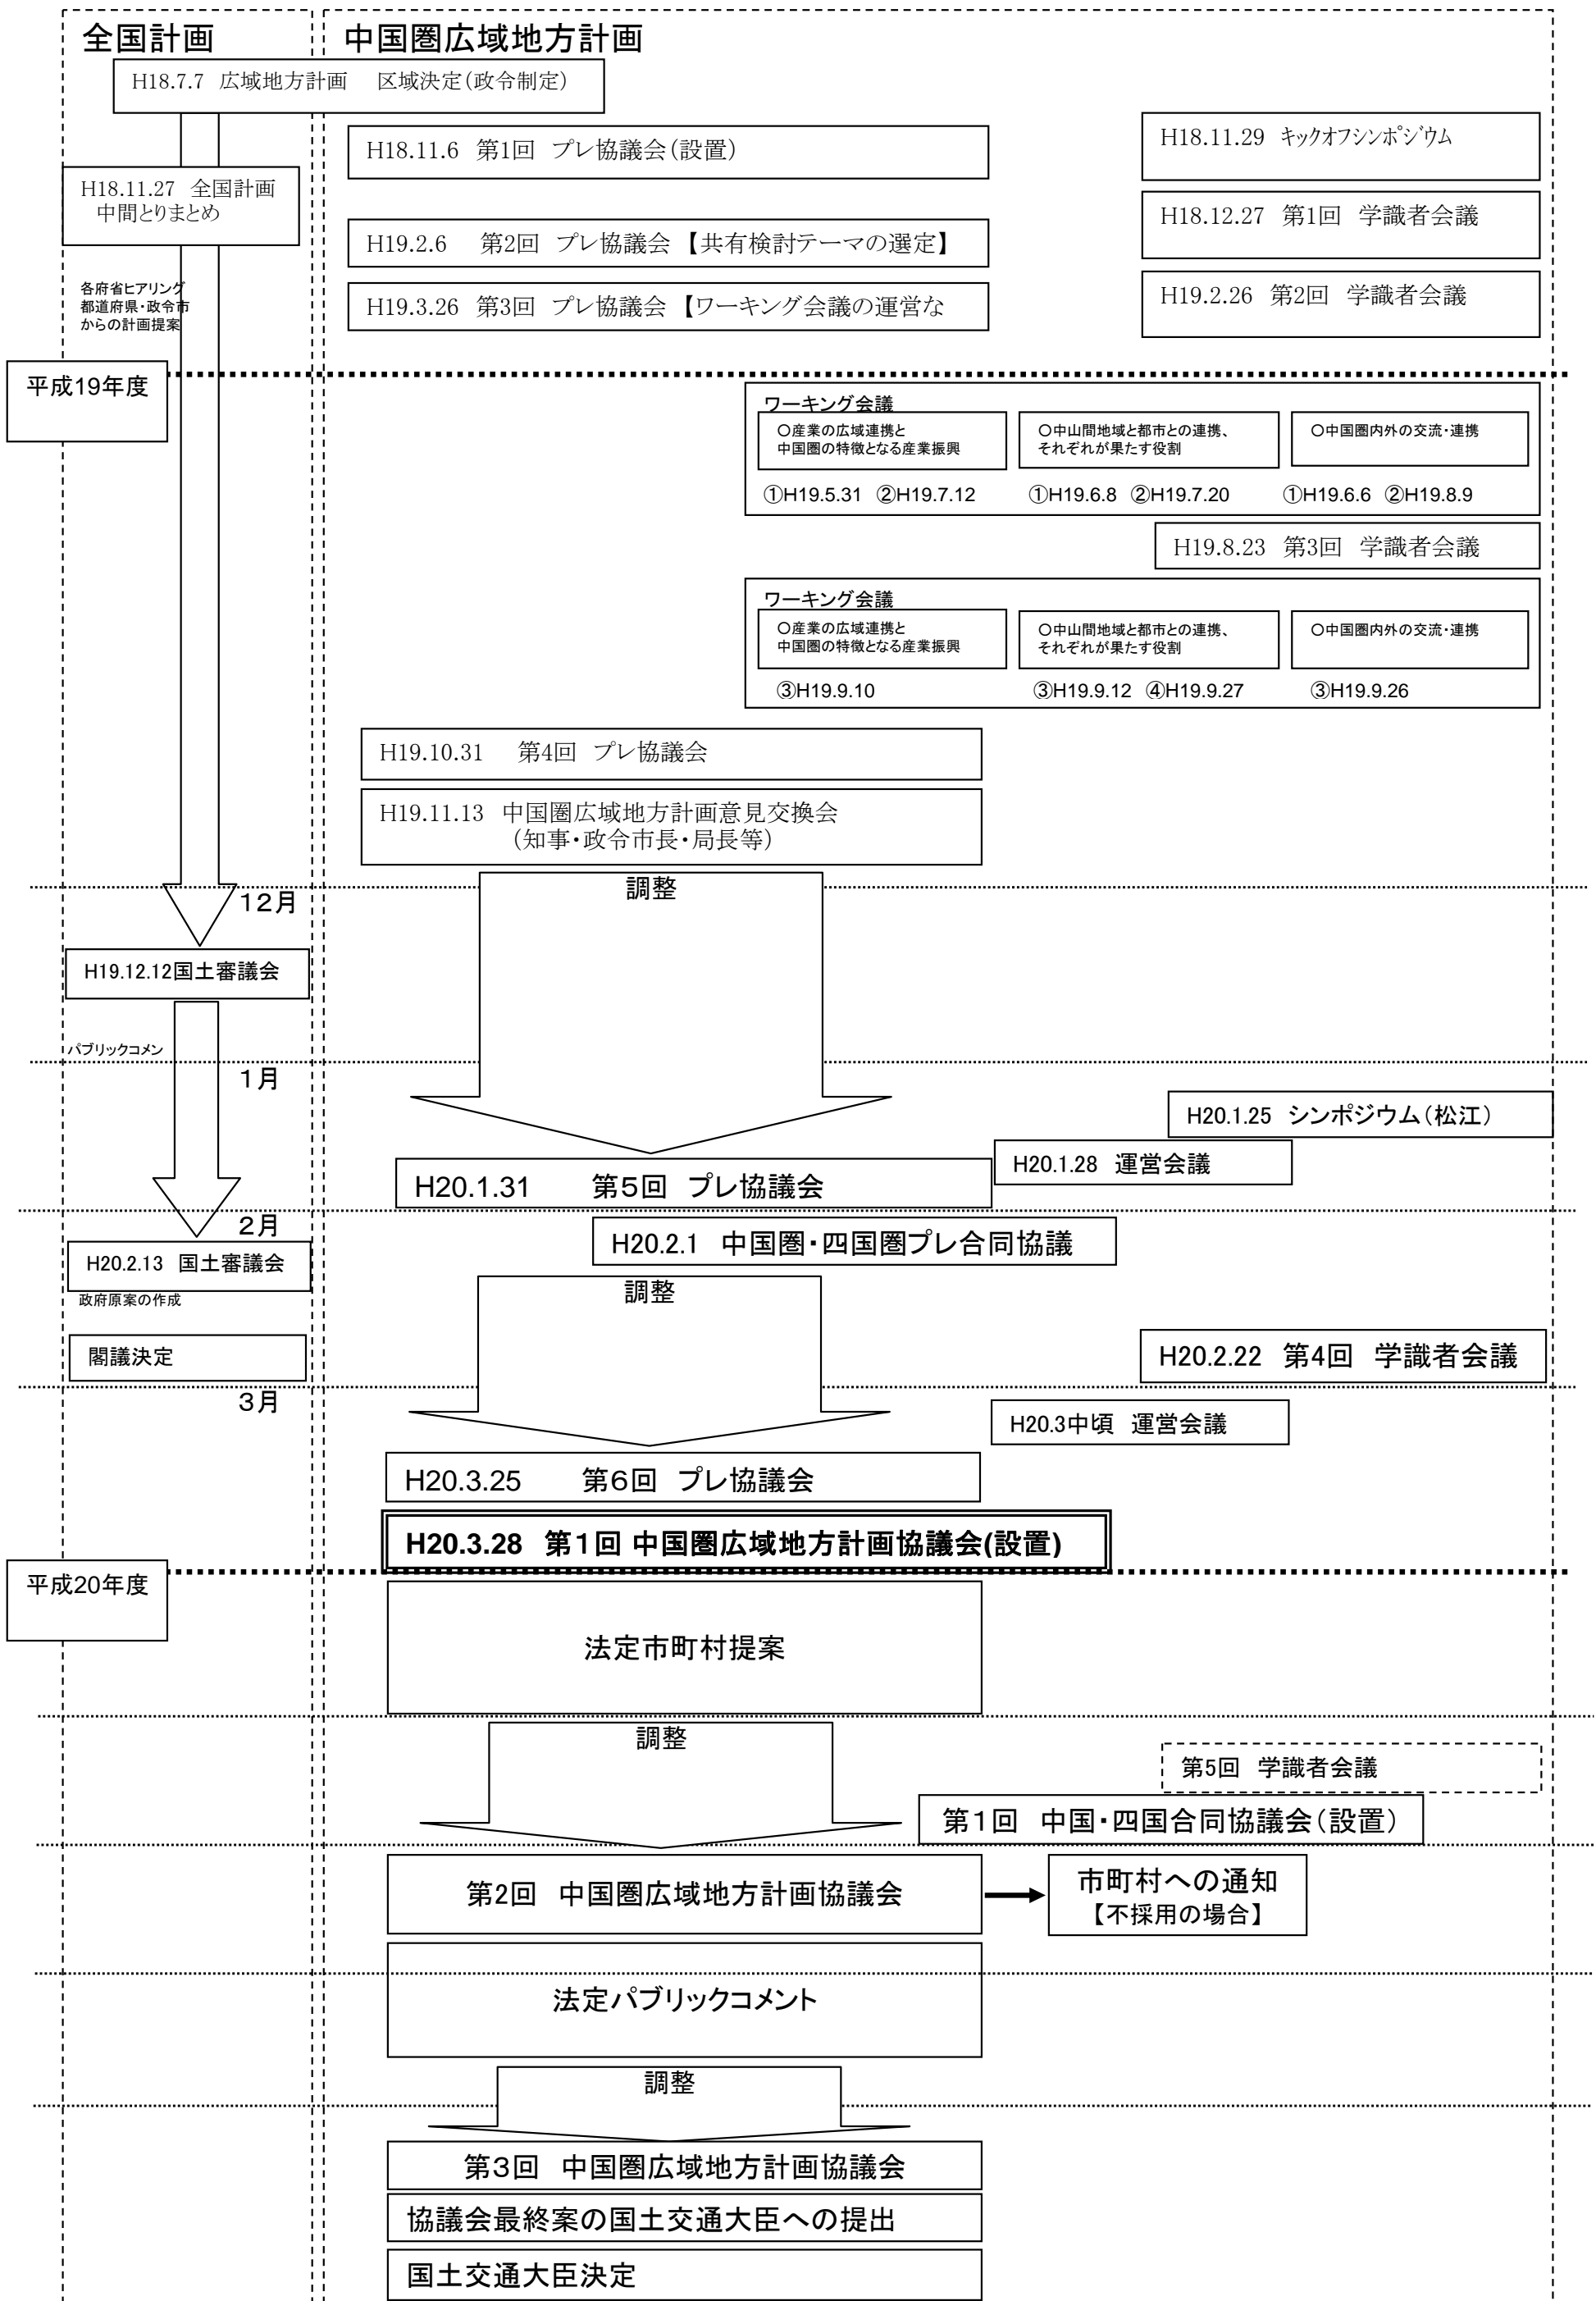 全国計画
中国圏広域地方計画
H18.7.7 広域地方計画 区域決定(政令制定)
H18.11.6 第1回 プレ協議会(設置)
H18.11.29 キックオフシンポジウム
H18.11.27 全国計画
中間とりまとめ
H18.12.27 第1回 学識者会議
H19.2.6 第2回 プレ協議会【共有検討テーマの選定】
各府省ヒアリング
都道府県・政令市
からの計画提案
H19.3.26 第3回 プレ協議会【ワーキング会議の運営な
H19.2.26 第2回 学識者会議
平成19年度
ワーキング会議
○産業の広域連携と
中国圏の特徴となる産業振興
○中山間地域と都市との連携、
それぞれが果たす役割
○中国圏内外の交流・連携
①H19.5.31 ②H19.7.12
①H19.6.8 ②H19.7.20
①H19.6.6 ②H19.8.9
H19.8.23 第3回 学識者会議
ワーキング会議
○産業の広域連携と
中国圏の特徴となる産業振興
○中山間地域と都市との連携、
それぞれが果たす役割
○中国圏内外の交流・連携
③H19.9.10
③H19.9.12 ④H19.9.27
③H19.9.26
H19.10.31 第4回 プレ協議会
H19.11.13 中国圏広域地方計画意見交換会
(知事・政令市長・局長等)
調整
12月
H19.12.12国土審議会
パブリックコメン
1月
H20.1.25 シンポジウム(松江)
H20.1.28 運営会議
H20.1.31 第5回 プレ協議会
2月
H20.2.1 中国圏・四国圏プレ合同協議
H20.2.13 国土審議会
政府原案の作成
調整
閣議決定
H20.2.22 第4回 学識者会議
3月
H20.3中頃 運営会議
H20.3.25 第6回 プレ協議会
H20.3.28 第1回 中国圏広域地方計画協議会(設置)
平成20年度
法定市町村提案
調整
第5回 学識者会議
第1回 中国・四国合同協議会(設置)
第2回 中国圏広域地方計画協議会
市町村への通知
【不採用の場合】
法定パブリックコメント
調整
第3回 中国圏広域地方計画協議会
協議会最終案の国土交通大臣への提出
国土交通大臣決定